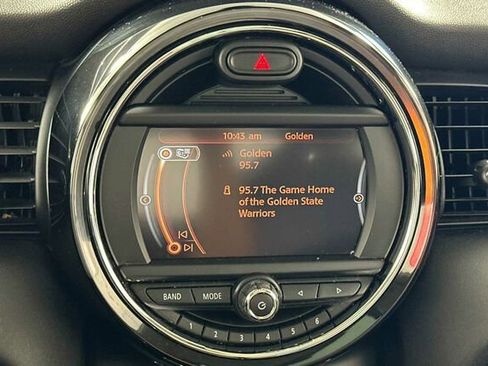 10:43 am Golden
Golden
95.7
95.7 The Game Home
of the Golden State
Warriors
BAND MODE
1 2 3 4 5 6